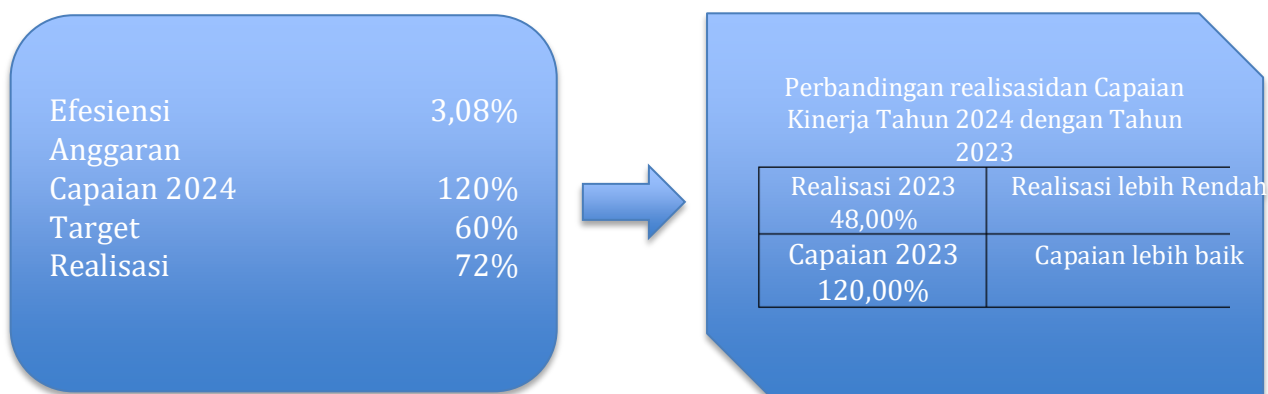 Efesiensi 3,08%
Anggaran
Capaian 2024 120%
Target 60%
Realisasi 72%
Perbandingan realisasidan Capaian
Kinerja Tahun 2024 dengan Tahun
2023
Realisasi 2023 Realisasi lebih Rendah
48,00%
Capaian 2023 Capaian lebih baik
120,00%